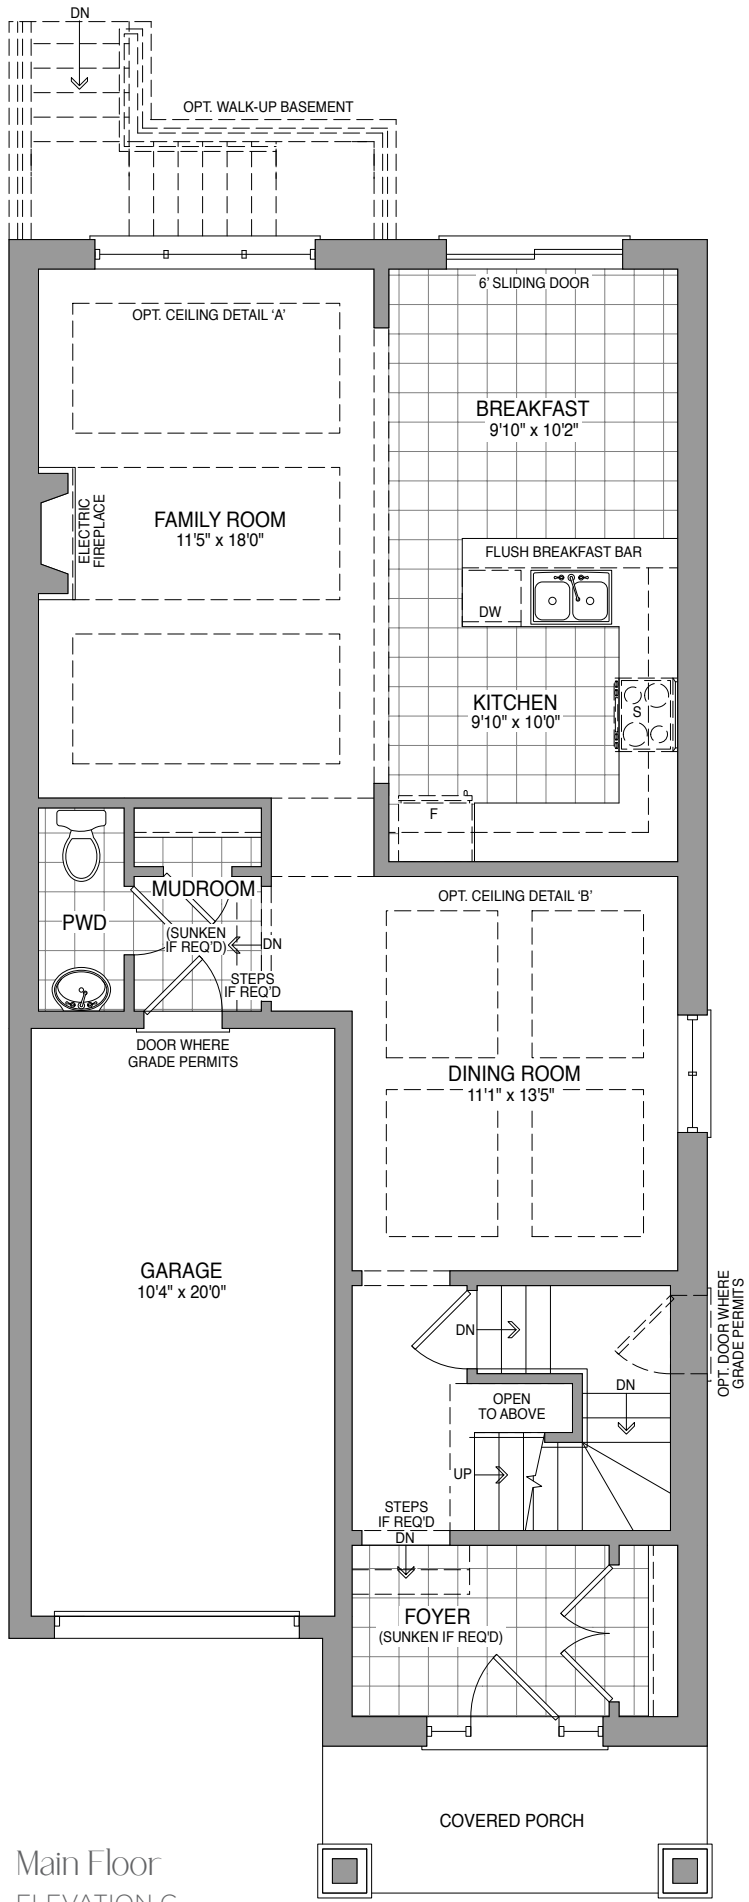 DN
OPT. WALK-UP BASEMENT
6' SLIDING DOOR
OPT. CEILING DETAIL ‘A’
BREAKFAST
9'10" x 10'2"
ELECTRIC
FIREPLACE
FAMILY ROOM
11'5" x 18'0"
FLUSH BREAKFAST BAR
DW
KITCHEN
9'10" x 10'0"
S
F
MUDROOM
OPT. CEILING DETAIL ‘B’
PWD
(SUNKEN
IF REQ'D)
DN
STEPS
IF REQ'D
DOOR WHERE
GRADE PERMITS
DINING ROOM
11'1" x 13'5"
GARAGE
10'4" x 20'0"
OPT. DOOR WHERE
GRADE PERMITS
DN
DN
OPEN
TO ABOVE
UP
STEPS
IF REQ'D
DN
FOYER
(SUNKEN IF REQ'D)
COVERED PORCH
Main Floor
ELEVATION C